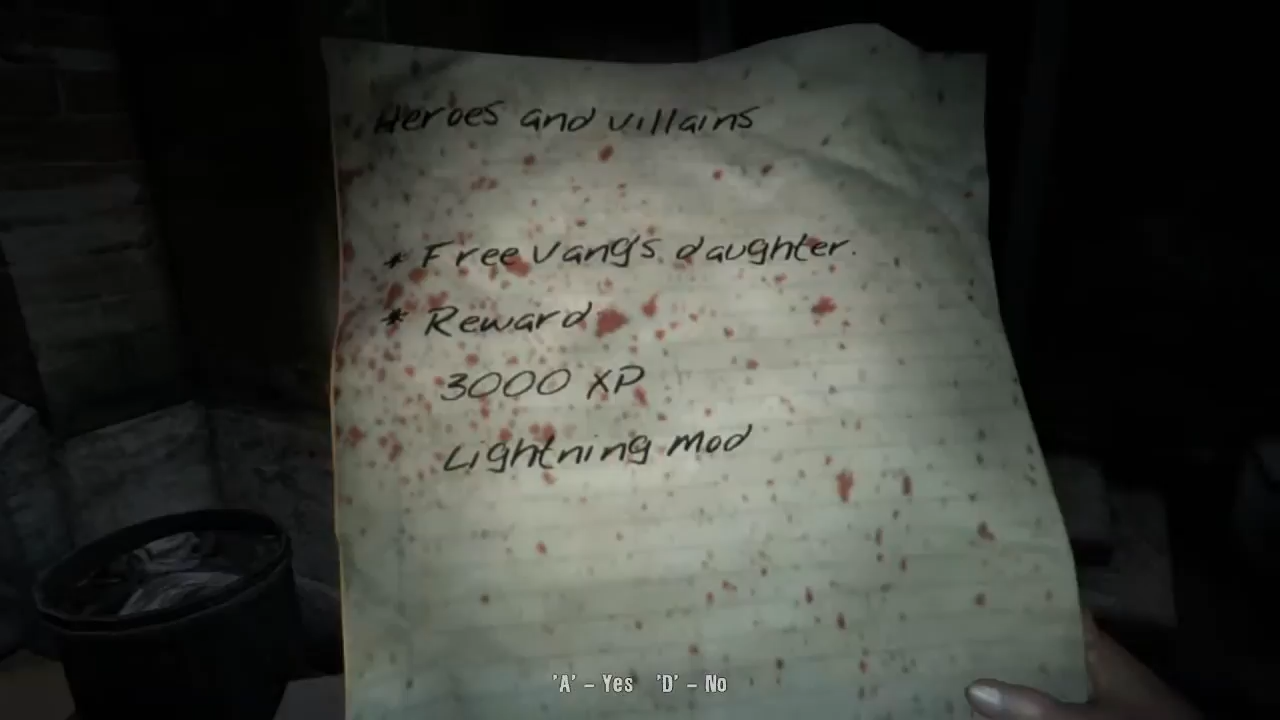 Heroes and villains
* Free Vang's daughter.
* Reward
3000 XP
Lightning mod
'A' – Yes 'D' – No